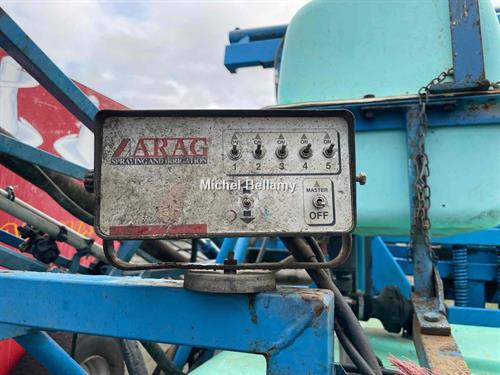 ARAG
SPRAYING AND IRRIGATION
ON ON ON ON ON
1 2 3 4 5
Michel Bellamy
MASTER
OFF